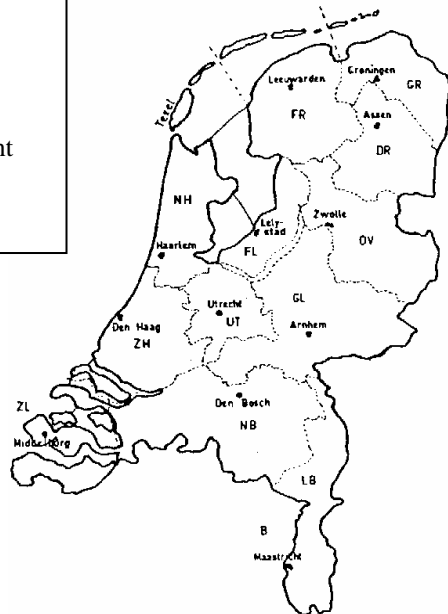 nt
Texel
Leeuwarden
FR
Groningen
GR
Assen
DR
NH
Lely-
stad
FL
Zwolle
OV
Haarlem
Utrecht
UT
GL
Arnhem
Den Haag
ZH
ZL
Middelburg
Den Bosch
NB
LB
B
Maastricht